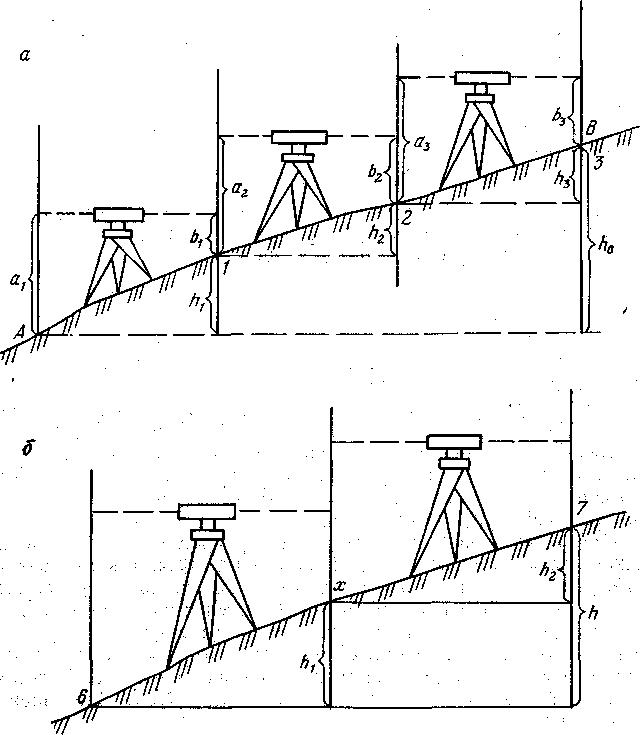 а
b₃
B
a₃
3
b₂
h₃
a₂
2
h₂
b₁
1
hв
a₁
h₁
A
б
7
h₂
x
h
h₁
6